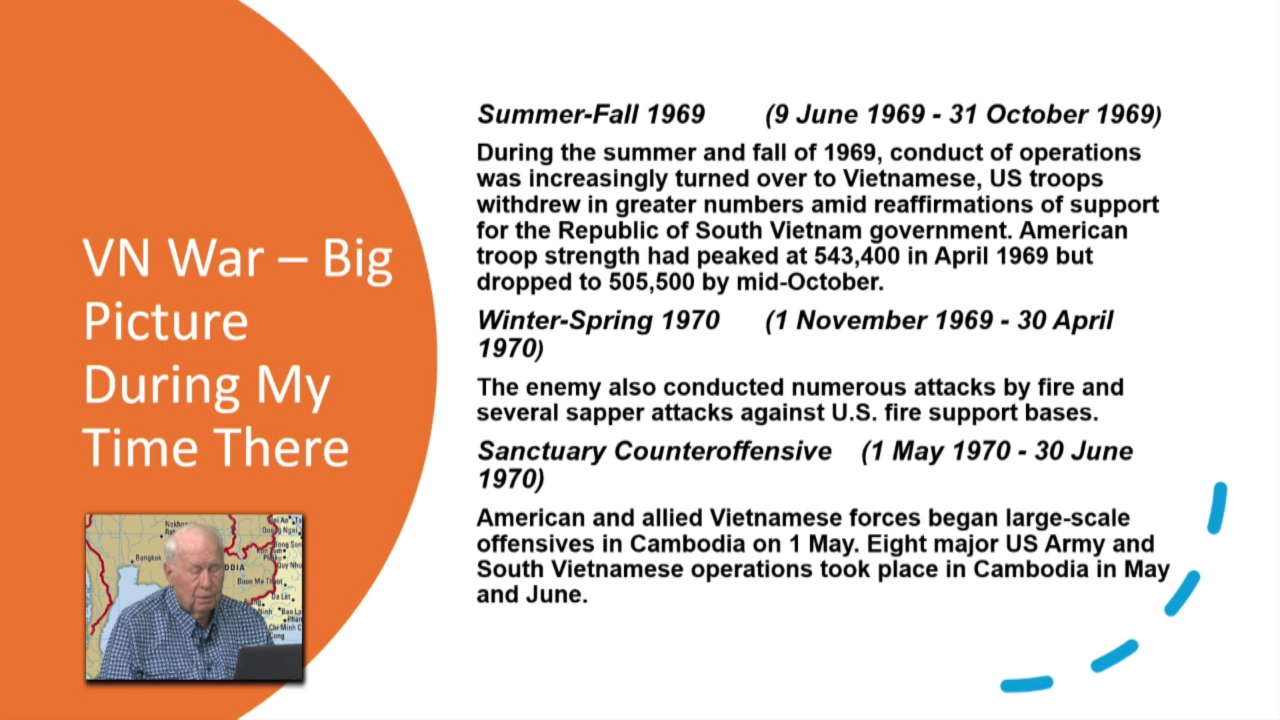 VN War – Big
Picture
During My
Time There
Summer-Fall 1969 (9 June 1969 - 31 October 1969)
During the summer and fall of 1969, conduct of operations
was increasingly turned over to Vietnamese, US troops
withdrew in greater numbers amid reaffirmations of support
for the Republic of South Vietnam government. American
troop strength had peaked at 543,400 in April 1969 but
dropped to 505,500 by mid-October.
Winter-Spring 1970 (1 November 1969 - 30 April
1970)
The enemy also conducted numerous attacks by fire and
several sapper attacks against U.S. fire support bases.
Sanctuary Counteroffensive (1 May 1970 - 30 June
1970)
American and allied Vietnamese forces began large-scale
offensives in Cambodia on 1 May. Eight major US Army and
South Vietnamese operations took place in Cambodia in May
and June.
Bangkok